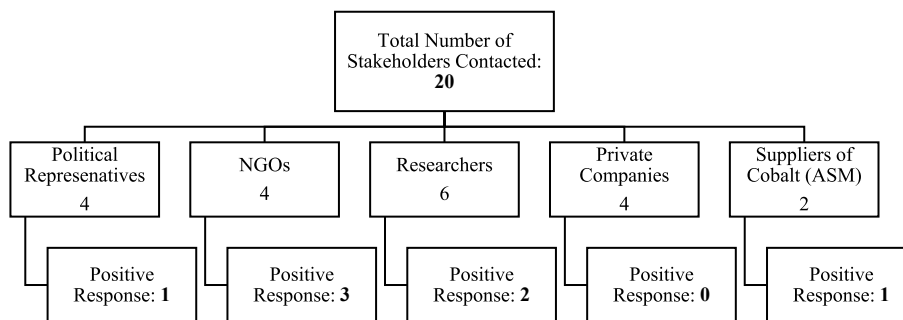 Total Number of
Stakeholders Contacted:
20
Political
Represenatives
4
NGOs
4
Researchers
6
Private
Companies
4
Suppliers of
Cobalt (ASM)
2
Positive
Response: 1
Positive
Response: 3
Positive
Response: 2
Positive
Response: 0
Positive
Response: 1